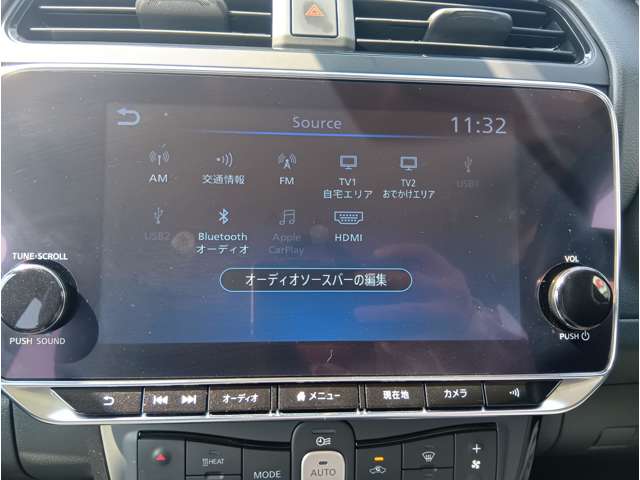 Source
11:32
AM
交通情報
FM
TV1
自宅エリア
TV2
おでかけエリア
USB1
USB2
Bluetooth
オーディオ
Apple
CarPlay
HDMI
オーディオソースバーの編集
TUNE·SCROLL
PUSH SOUND
VOL
PUSH
オーディオ
メニュー
現在地
カメラ
HEAT
MODE
AUTO